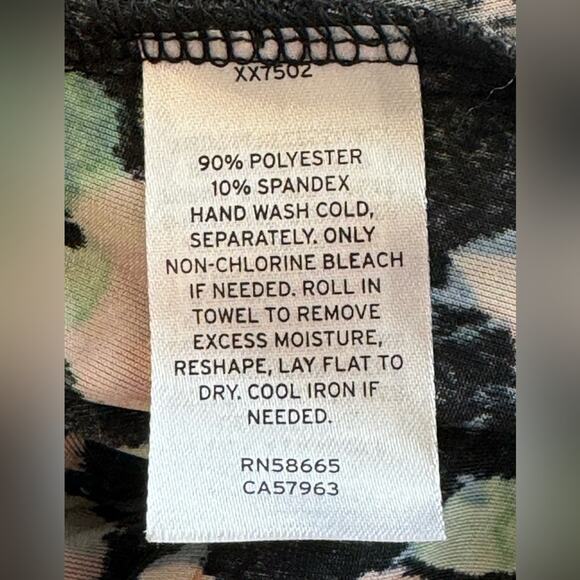 XX7502
90% POLYESTER
10% SPANDEX
HAND WASH COLD,
SEPARATELY. ONLY
NON-CHLORINE BLEACH
IF NEEDED. ROLL IN
TOWEL TO REMOVE
EXCESS MOISTURE,
RESHAPE, LAY FLAT TO
DRY. COOL IRON IF
NEEDED.
RN58665
CA57963